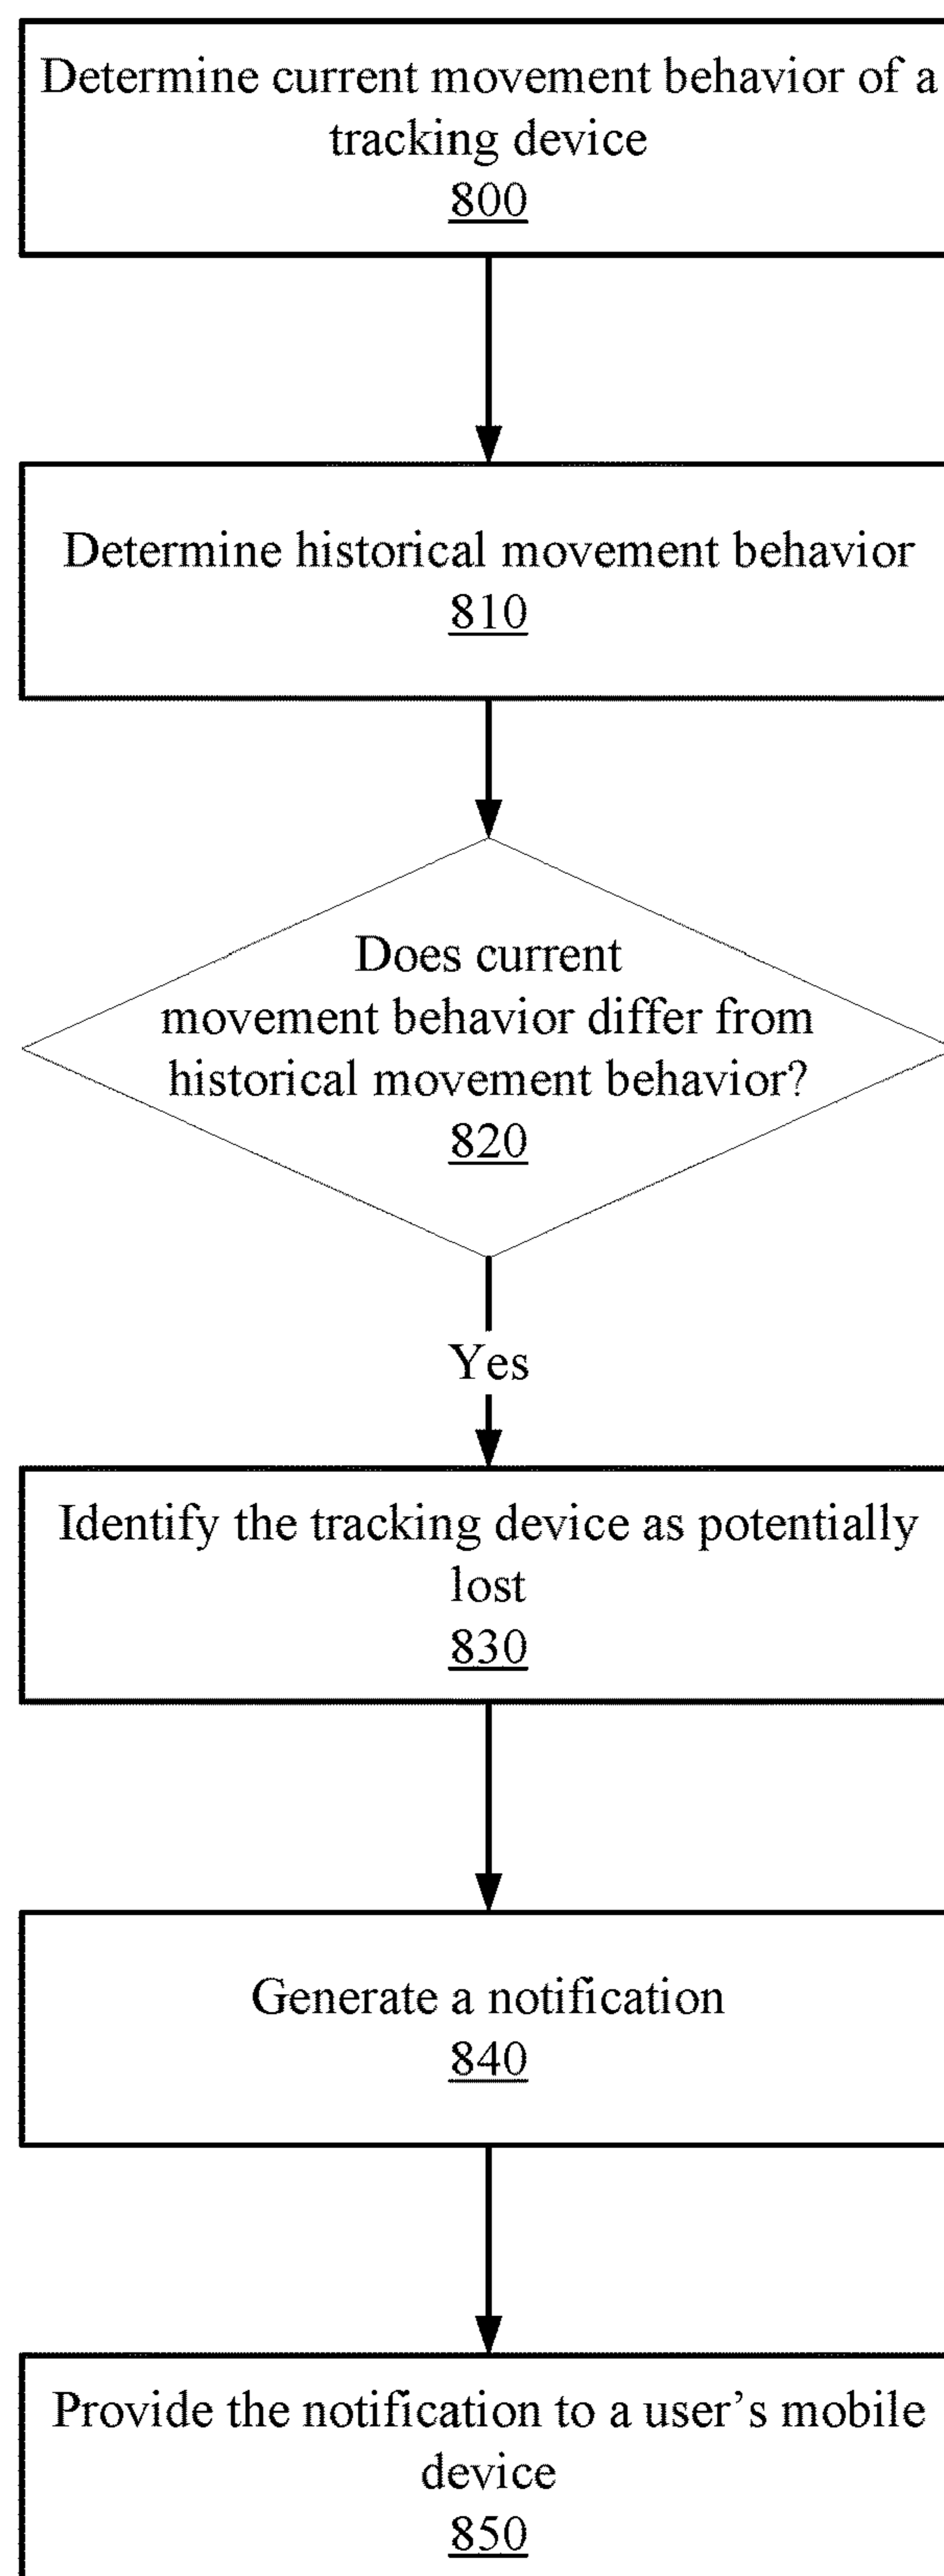 Determine current movement behavior of a
tracking device
800
Determine historical movement behavior
810
Does current
movement behavior differ from
historical movement behavior?
820
Yes
Identify the tracking device as potentially
lost
830
Generate a notification
840
Provide the notification to a user’s mobile
device
850